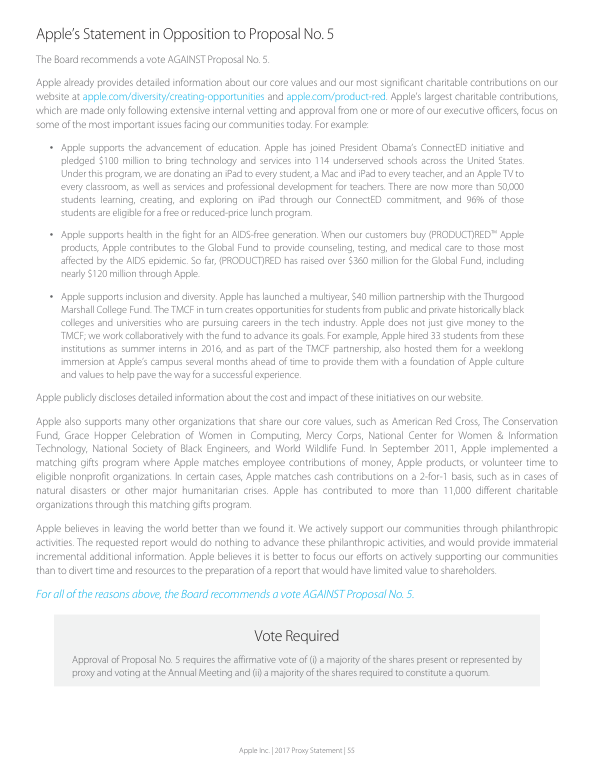 Apple's Statement in Opposition to Proposal No. 5
The Board recommends a vote AGAINST Proposal No. 5.
Apple already provides detailed information about our core values and our most significant charitable contributions on our
website at apple.com/diversity/creating-opportunities and apple.com/product-red. Apple's largest charitable contributions,
which are made only following extensive internal vetting and approval from one or more of our executive officers, focus on
some of the most important issues facing our communities today. For example:
• Apple supports the advancement of education. Apple has joined President Obama's ConnectED initiative and
pledged $100 million to bring technology and services into 114 underserved schools across the United States.
Under this program, we are donating an iPad to every student, a Mac and iPad to every teacher, and an Apple TV to
every classroom, as well as services and professional development for teachers. There are now more than 50,000
students learning, creating, and exploring on iPad through our ConnectED commitment, and 96% of those
students are eligible for a free or reduced-price lunch program.
• Apple supports health in the fight for an AIDS-free generation. When our customers buy (PRODUCT)RED™ Apple
products, Apple contributes to the Global Fund to provide counseling, testing, and medical care to those most
affected by the AIDS epidemic. So far, (PRODUCT)RED has raised over $360 million for the Global Fund, including
nearly $120 million through Apple.
• Apple supports inclusion and diversity. Apple has launched a multiyear, $40 million partnership with the Thurgood
Marshall College Fund. The TMCF in turn creates opportunities for students from public and private historically black
colleges and universities who are pursuing careers in the tech industry. Apple does not just give money to the
TMCF; we work collaboratively with the fund to advance its goals. For example, Apple hired 33 students from these
institutions as summer interns in 2016, and as part of the TMCF partnership, also hosted them for a weeklong
immersion at Apple's campus several months ahead of time to provide them with a foundation of Apple culture
and values to help pave the way for a successful experience.
Apple publicly discloses detailed information about the cost and impact of these initiatives on our website.
Apple also supports many other organizations that share our core values, such as American Red Cross, The Conservation
Fund, Grace Hopper Celebration of Women in Computing, Mercy Corps, National Center for Women & Information
Technology, National Society of Black Engineers, and World Wildlife Fund. In September 2011, Apple implemented a
matching gifts program where Apple matches employee contributions of money, Apple products, or volunteer time to
eligible nonprofit organizations. In certain cases, Apple matches cash contributions on a 2-for-1 basis, such as in cases of
natural disasters or other major humanitarian crises. Apple has contributed to more than 11,000 different charitable
organizations through this matching gifts program.
Apple believes in leaving the world better than we found it. We actively support our communities through philanthropic
activities. The requested report would do nothing to advance these philanthropic activities, and would provide immaterial
incremental additional information. Apple believes it is better to focus our efforts on actively supporting our communities
than to divert time and resources to the preparation of a report that would have limited value to shareholders.
For all of the reasons above, the Board recommends a vote AGAINST Proposal No. 5.
Vote Required
Approval of Proposal No. 5 requires the affirmative vote of (i) a majority of the shares present or represented by
proxy and voting at the Annual Meeting and (ii) a majority of the shares required to constitute a quorum.
Apple Inc. | 2017 Proxy Statement | 55